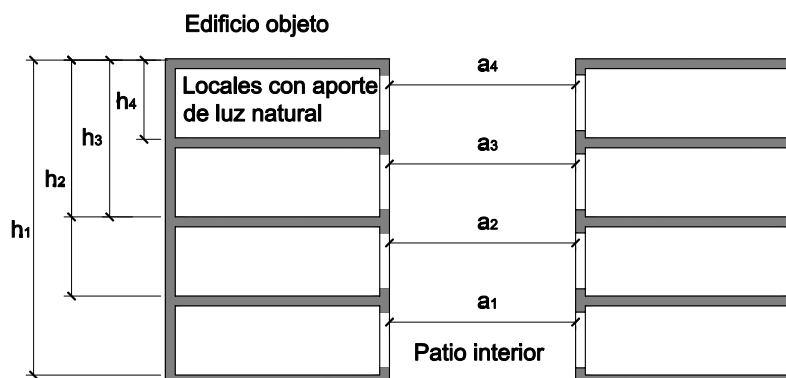 Edificio objeto
a4
Locales con aporte
de luz natural
h4
h3
a3
h2
h1
a2
a1
Patio interior